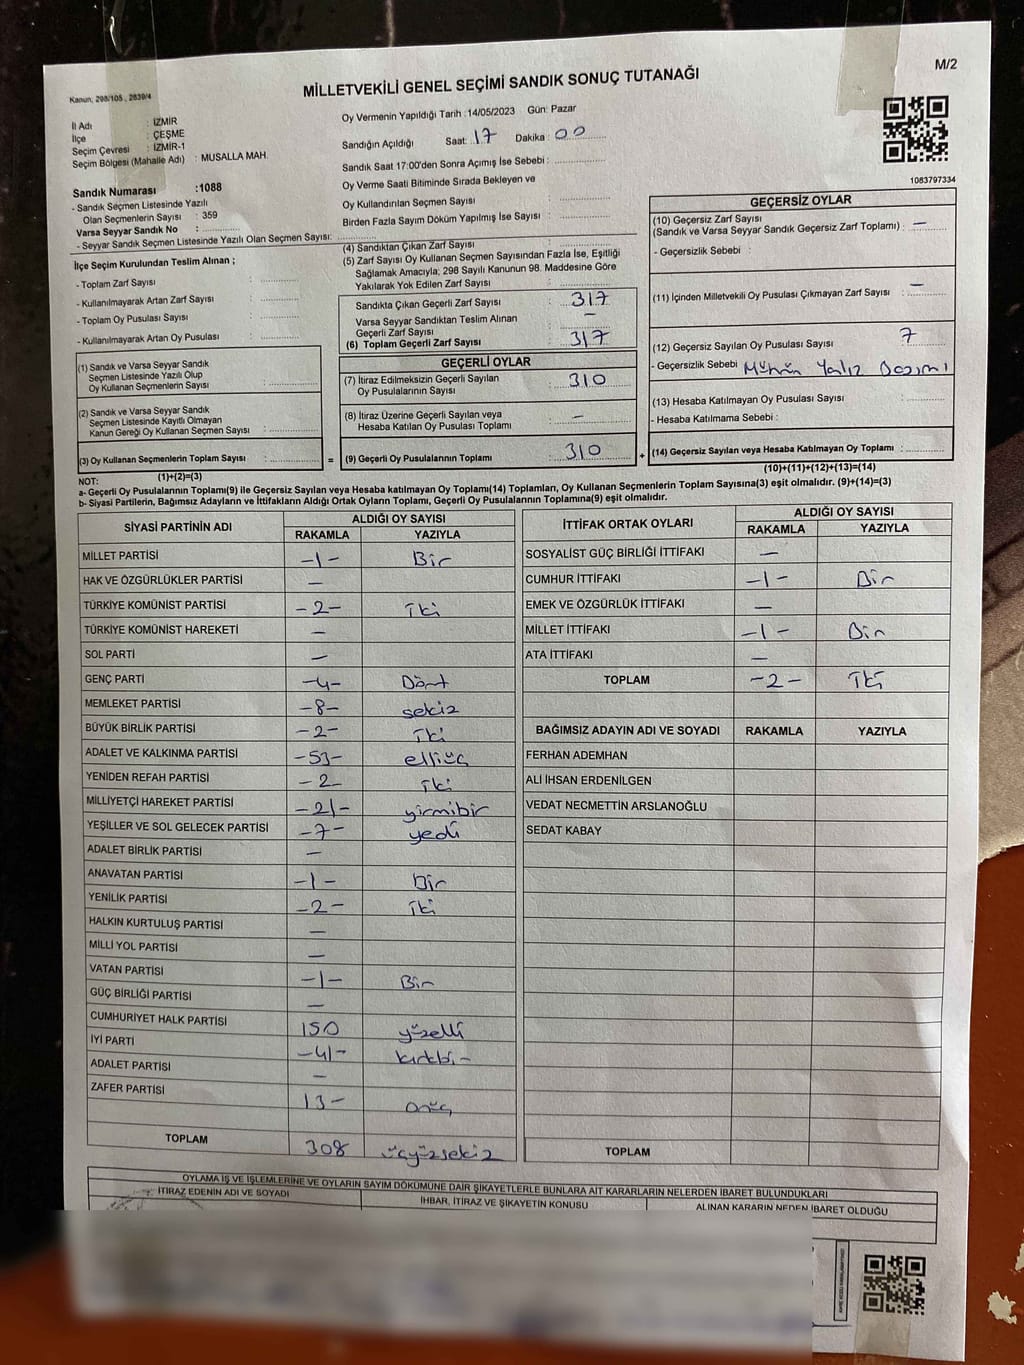 M/2
Kanun, 298/105 , 2839/4
MİLLETVEKİLİ GENEL SEÇİMİ SANDIK SONUÇ TUTANAĞI
İl Adı : İZMİR
İlçe : ÇEŞME
Seçim Çevresi : İZMİR-1
Seçim Bölgesi (Mahalle Adı) : MUSALLA MAH.
Sandık Numarası :1088
- Sandık Seçmen Listesinde Yazılı
Olan Seçmenlerin Sayısı : 359
Varsa Seyyar Sandık No :
- Seyyar Sandık Seçmen Listesinde Yazılı Olan Seçmen Sayısı:
Oy Vermenin Yapıldığı Tarih :14/05/2023 Gün: Pazar
Sandığın Açıldığı Saat: 17 Dakika : 00
Sandık Saat 17:00'den Sonra Açımış İse Sebebi :
Oy Verme Saati Bitiminde Sırada Bekleyen ve
Oy Kullandırılan Seçmen Sayısı :
Birden Fazla Sayım Döküm Yapılmış İse Sayısı :
1083797334
İlçe Seçim Kurulundan Teslim Alınan ;
- Toplam Zarf Sayısı :
- Kullanılmayarak Artan Zarf Sayısı :
- Toplam Oy Pusulası Sayısı :
- Kullanılmayarak Artan Oy Pusulası :
(4) Sandıktan Çıkan Zarf Sayısı :
(5) Zarf Sayısı Oy Kullanan Seçmen Sayısından Fazla İse, Eşitliği
Sağlamak Amacıyla; 298 Sayılı Kanunun 98. Maddesine Göre
Yakılarak Yok Edilen Zarf Sayısı :
Sandıkta Çıkan Geçerli Zarf Sayısı : 317
Varsa Seyyar Sandıktan Teslim Alınan
Geçerli Zarf Sayısı : —
(6) Toplam Geçerli Zarf Sayısı : 317
GEÇERSİZ OYLAR
(10) Geçersiz Zarf Sayısı
(Sandık ve Varsa Seyyar Sandık Geçersiz Zarf Toplamı) : —
- Geçersizlik Sebebi :
(11) İçinden Milletvekili Oy Pusulası Çıkmayan Zarf Sayısı : —
(12) Geçersiz Sayılan Oy Pusulası Sayısı : 7
- Geçersizlik Sebebi : Mührün Yalız Basımı
(13) Hesaba Katılmayan Oy Pusulası Sayısı :
- Hesaba Katılmama Sebebi :
(14) Geçersiz Sayılan veya Hesaba Katılmayan Oy Toplamı :
(10)+(11)+(12)+(13)=(14)
(1) Sandık ve Varsa Seyyar Sandık
Seçmen Listesinde Yazılı Olup
Oy Kullanan Seçmenlerin Sayısı :
(2) Sandık ve Varsa Seyyar Sandık
Seçmen Listesinde Kayıtlı Olmayan
Kanun Gereği Oy Kullanan Seçmen Sayısı :
(3) Oy Kullanan Seçmenlerin Toplam Sayısı : =
(1)+(2)=(3)
GEÇERLİ OYLAR
(7) İtiraz Edilmeksizin Geçerli Sayılan
Oy Pusulalarının Sayısı : 310
(8) İtiraz Üzerine Geçerli Sayılan veya
Hesaba Katılan Oy Pusulası Toplamı : —
(9) Geçerli Oy Pusulalarının Toplamı : 310 +
NOT:
a- Geçerli Oy Pusulalarının Toplamı(9) ile Geçersiz Sayılan veya Hesaba katılmayan Oy Toplamı(14) Toplamları, Oy Kullanan Seçmenlerin Toplam Sayısına(3) eşit olmalıdır. (9)+(14)=(3)
b- Siyasi Partilerin, Bağımsız Adayların ve İttifakların Aldığı Ortak Oyların Toplamı, Geçerli Oy Pusulalarının Toplamına(9) eşit olmalıdır.
SİYASİ PARTİNİN ADI ALDIĞI OY SAYISI
RAKAMLA YAZIYLA
MİLLET PARTİSİ -1- Bir
HAK VE ÖZGÜRLÜKLER PARTİSİ —
TÜRKİYE KOMÜNİST PARTİSİ -2- iki
TÜRKİYE KOMÜNİST HAREKETİ —
SOL PARTİ —
GENÇ PARTİ -4- Dört
MEMLEKET PARTİSİ -8- sekiz
BÜYÜK BİRLİK PARTİSİ -2- iki
ADALET VE KALKINMA PARTİSİ -53- elliüç
YENİDEN REFAH PARTİSİ -2- iki
MİLLİYETÇİ HAREKET PARTİSİ -21- yirmibir
YEŞİLLER VE SOL GELECEK PARTİSİ -7- yedi
ADALET BİRLİK PARTİSİ —
ANAVATAN PARTİSİ -1- Bir
YENİLİK PARTİSİ -2- iki
HALKIN KURTULUŞ PARTİSİ —
MİLLİ YOL PARTİSİ —
VATAN PARTİSİ -1- Bir
GÜÇ BİRLİĞİ PARTİSİ —
CUMHURİYET HALK PARTİSİ 150 yüzelli
İYİ PARTİ -41- kırkbir
ADALET PARTİSİ —
ZAFER PARTİSİ 13- onüç
TOPLAM 308 üçyüzsekiz
İTTİFAK ORTAK OYLARI ALDIĞI OY SAYISI
RAKAMLA YAZIYLA
SOSYALİST GÜÇ BİRLİĞİ İTTİFAKI —
CUMHUR İTTİFAKI -1- Bir
EMEK VE ÖZGÜRLÜK İTTİFAKI —
MİLLET İTTİFAKI -1- Bir
ATA İTTİFAKI —
TOPLAM -2- İki
BAĞIMSIZ ADAYIN ADI VE SOYADI RAKAMLA YAZIYLA
FERHAN ADEMHAN
ALİ İHSAN ERDENİLGEN
VEDAT NECMETTİN ARSLANOĞLU
SEDAT KABAY
TOPLAM
OYLAMA İŞ VE İŞLEMLERİNE VE OYLARIN SAYIM DÖKÜMÜNE DAİR ŞİKAYETLERLE BUNLARA AİT KARARLARIN NELERDEN İBARET BULUNDUKLARI
İTİRAZ EDENİN ADI VE SOYADI İHBAR, İTİRAZ VE ŞİKAYETİN KONUSU ALINAN KARARIN NEDEN İBARET OLDUĞU